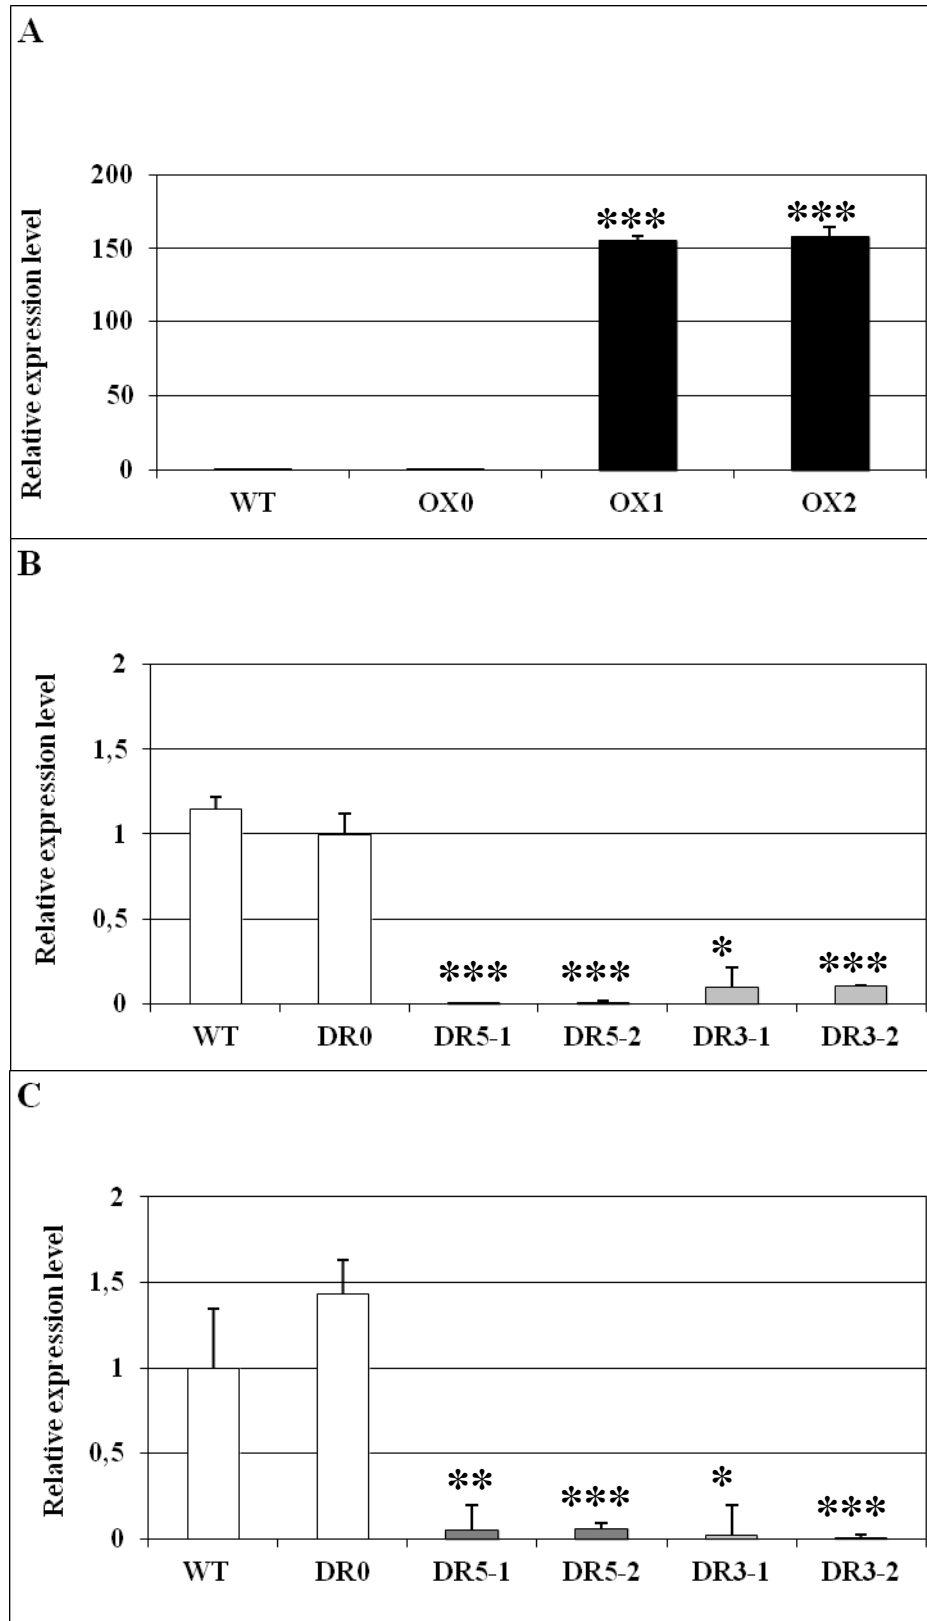 A
Relative expression level
200
***
***
150
100
50
0
WT OX0 OX1 OX2
B
Relative expression level
2
1,5
1
0,5
*** *** * ***
0
WT DR0 DR5-1 DR5-2 DR3-1 DR3-2
C
Relative expression level
2
1,5
1
0,5
** *** * ***
0
WT DR0 DR5-1 DR5-2 DR3-1 DR3-2